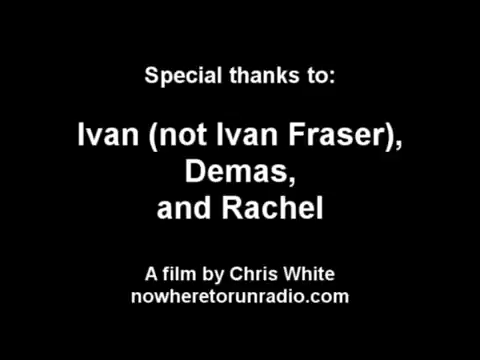 Special thanks to:
Ivan (not Ivan Fraser),
Demas,
and Rachel
A film by Chris White
nowheretorunradio.com